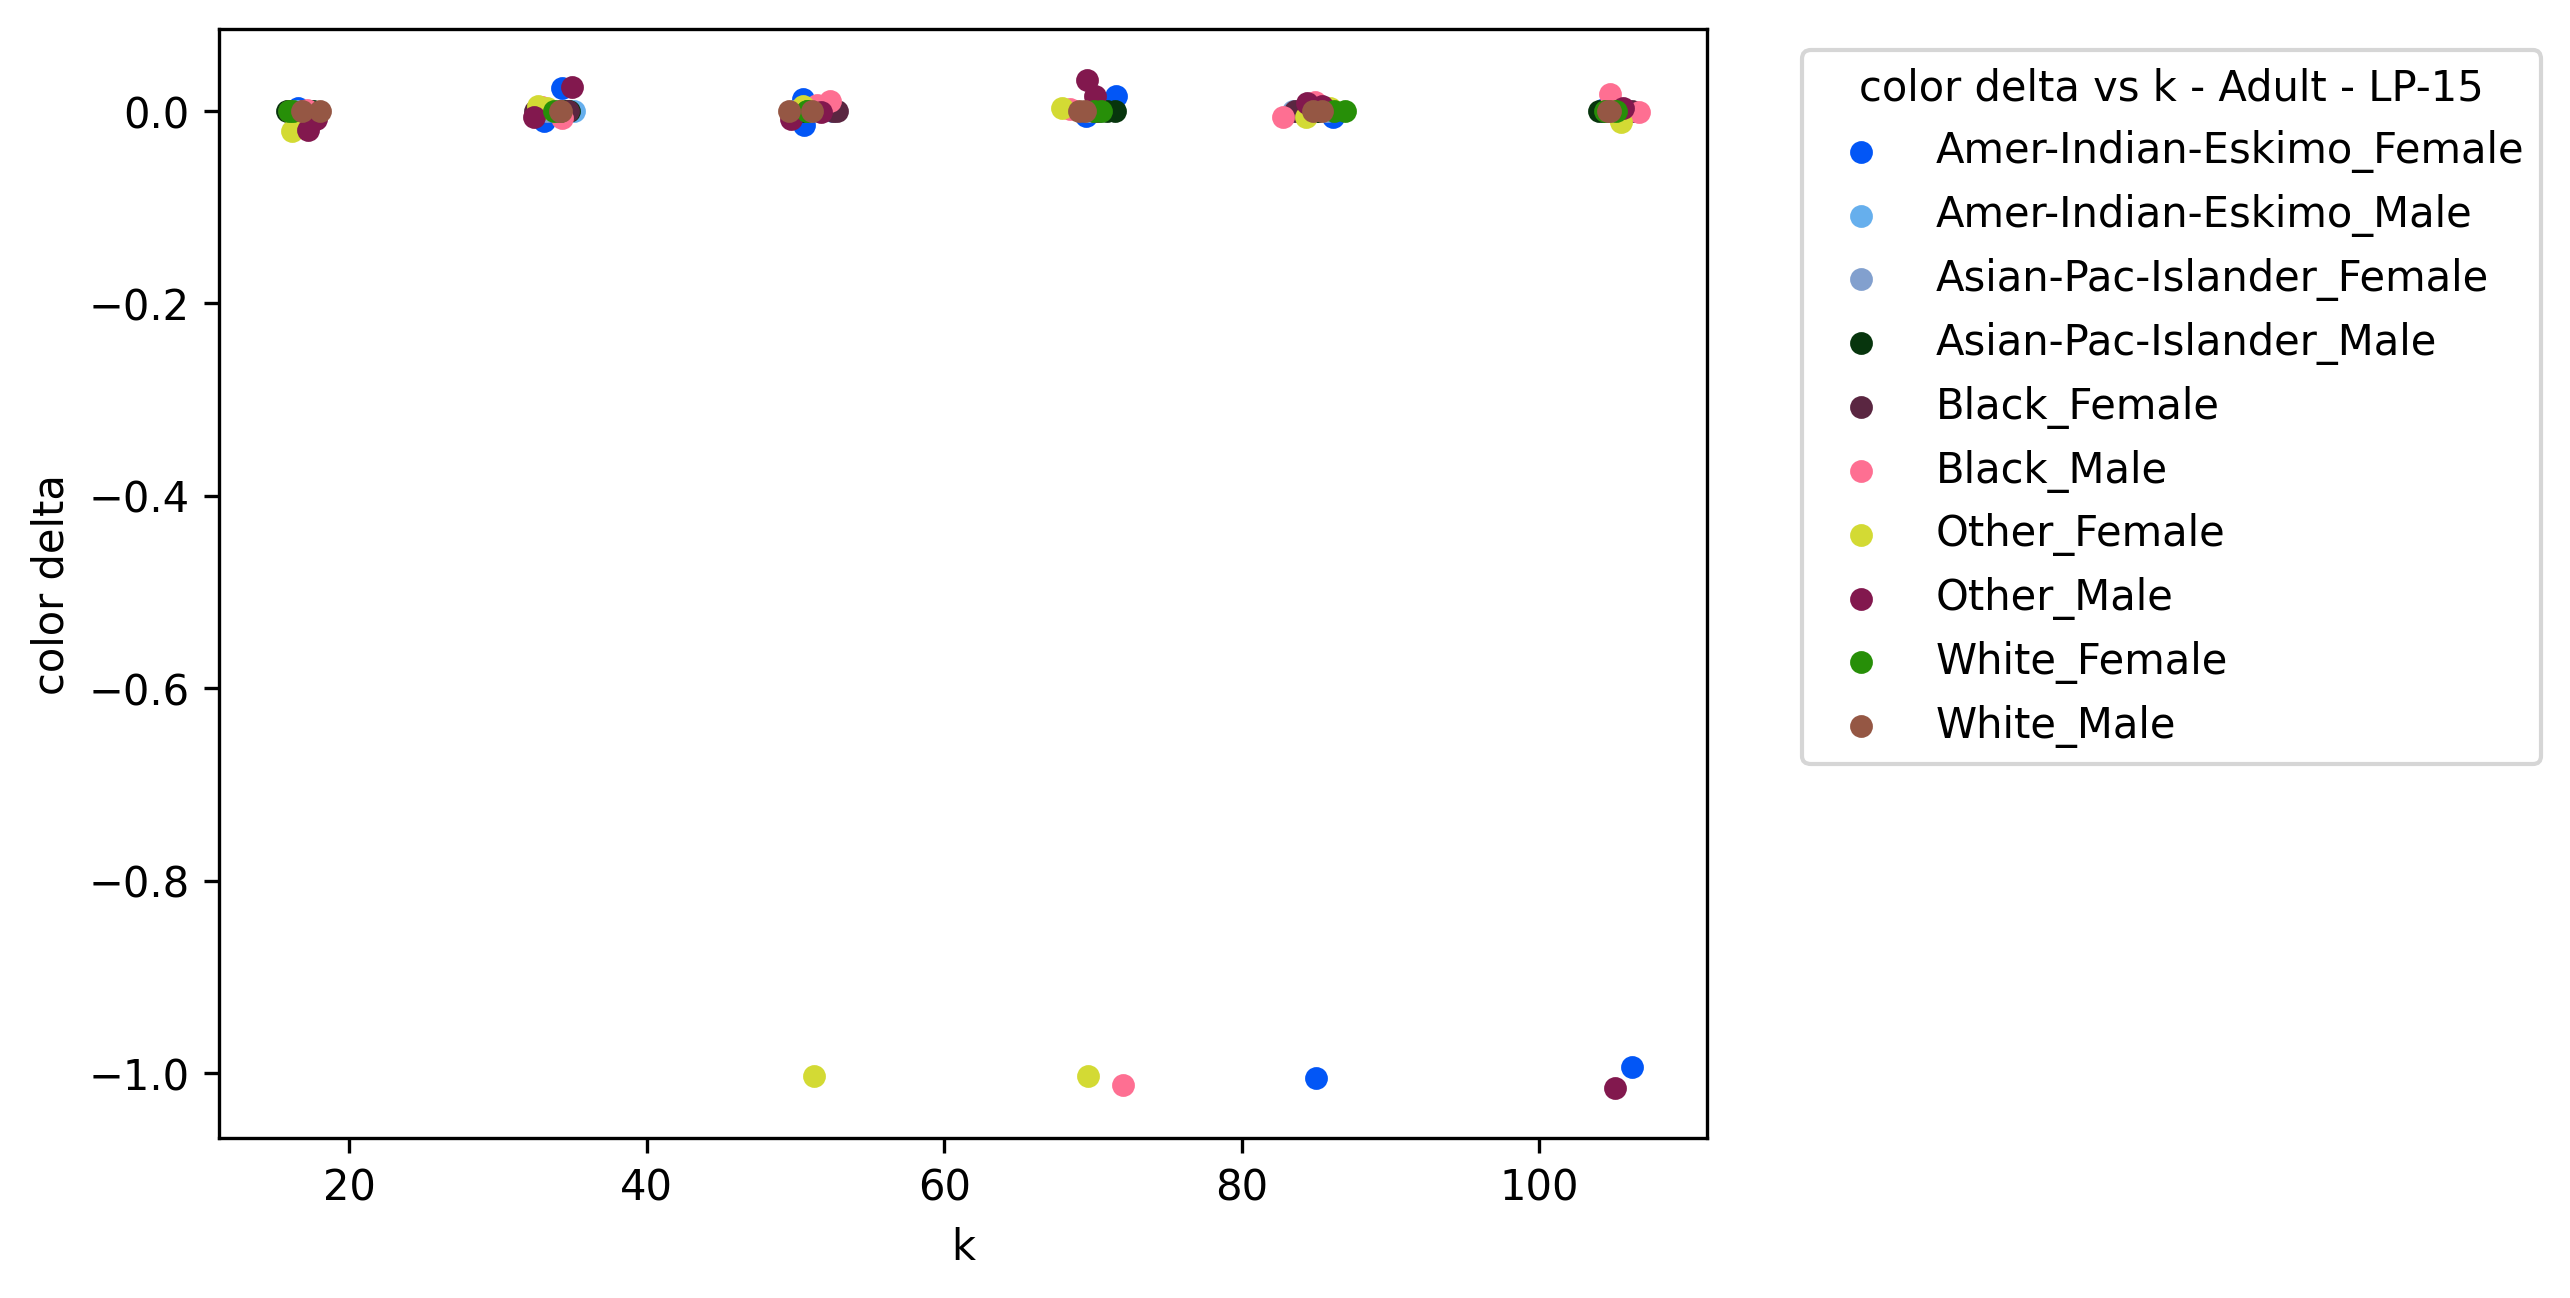 0.0
−0.2
−0.4
−0.6
−0.8
−1.0
color delta
20 40 60 80 100
k
color delta vs k - Adult - LP-15
Amer-Indian-Eskimo_Female
Amer-Indian-Eskimo_Male
Asian-Pac-Islander_Female
Asian-Pac-Islander_Male
Black_Female
Black_Male
Other_Female
Other_Male
White_Female
White_Male